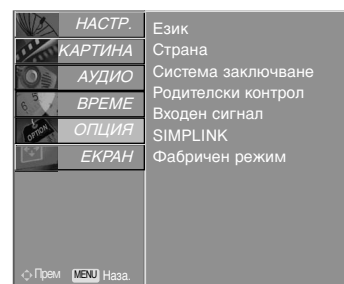 НАСТР.
КАРТИНА
АУДИО
ВРЕМЕ
ОПЦИЯ
ЕКРАН
Език
Страна
Система заключване
Родителски контрол
Входен сигнал
SIMPLINK
Фабричен режим
Прем MENU Наза.